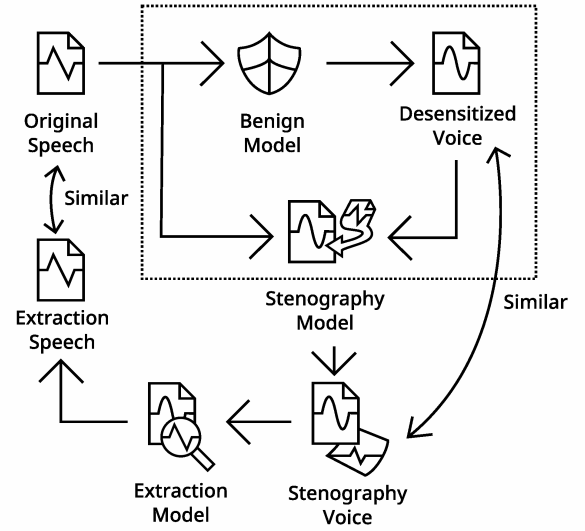 Original
Speech
Benign
Model
Desensitized
Voice
Similar
Extraction
Speech
Stenography
Model
Similar
Extraction
Model
Stenography
Voice